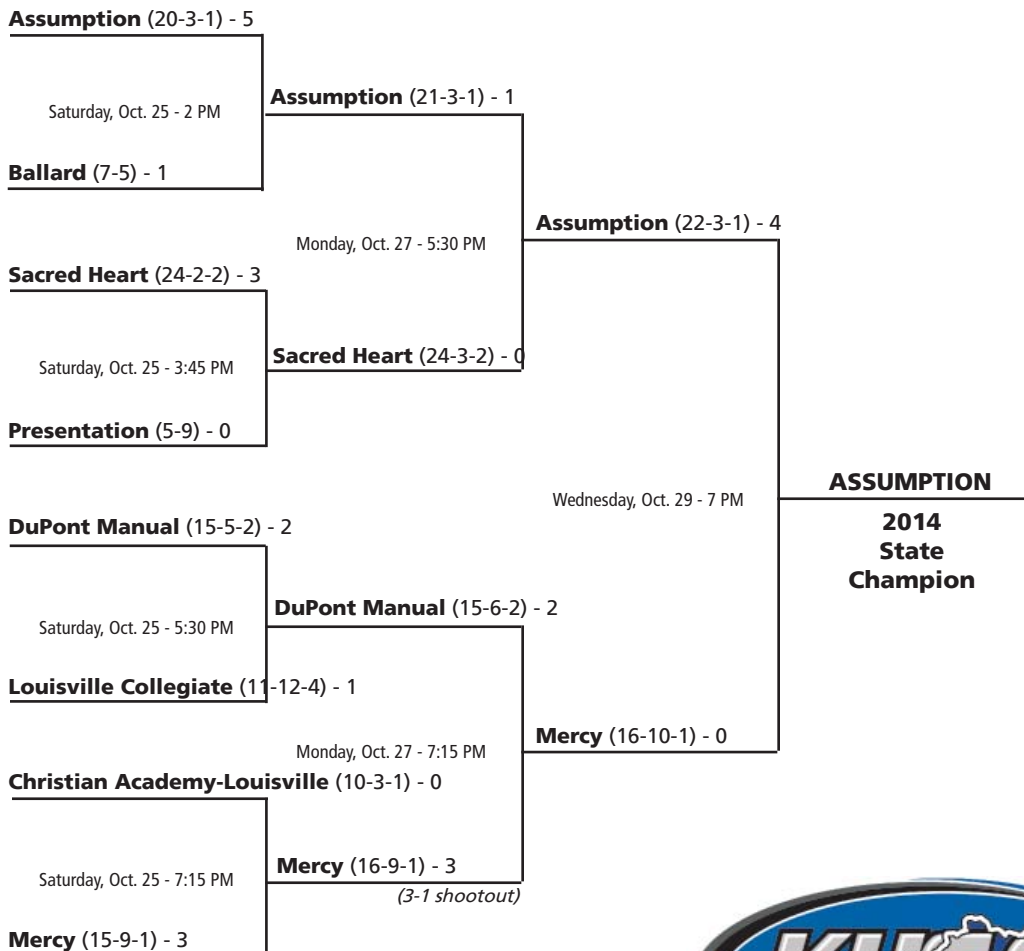 Assumption (20-3-1) - 5
Saturday, Oct. 25 - 2 PM
Ballard (7-5) - 1
Assumption (21-3-1) - 1
Monday, Oct. 27 - 5:30 PM
Sacred Heart (24-2-2) - 3
Saturday, Oct. 25 - 3:45 PM
Presentation (5-9) - 0
Sacred Heart (24-3-2) - 0
Assumption (22-3-1) - 4
Wednesday, Oct. 29 - 7 PM
ASSUMPTION
2014
State
Champion
DuPont Manual (15-5-2) - 2
Saturday, Oct. 25 - 5:30 PM
Louisville Collegiate (11-12-4) - 1
DuPont Manual (15-6-2) - 2
Monday, Oct. 27 - 7:15 PM
Mercy (16-10-1) - 0
Christian Academy-Louisville (10-3-1) - 0
Saturday, Oct. 25 - 7:15 PM
Mercy (15-9-1) - 3
Mercy (16-9-1) - 3
(3-1 shootout)